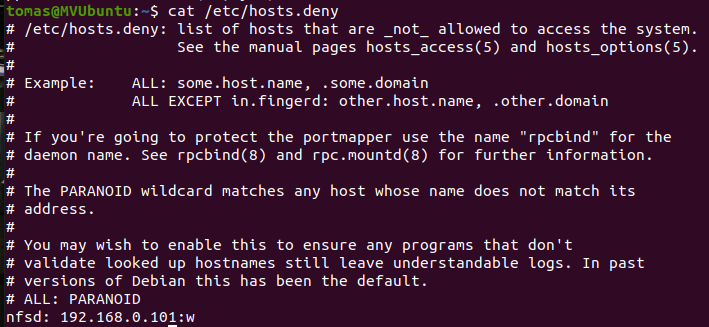 tomas@MVUbuntu:~$ cat /etc/hosts.deny
# /etc/hosts.deny: list of hosts that are _not_ allowed to access the system.
#                  See the manual pages hosts_access(5) and hosts_options(5).
#
# Example:    ALL: some.host.name, .some.domain
#             ALL EXCEPT in.fingerd: other.host.name, .other.domain
#
# If you're going to protect the portmapper use the name "rpcbind" for the
# daemon name. See rpcbind(8) and rpc.mountd(8) for further information.
#
# The PARANOID wildcard matches any host whose name does not match its
# address.
#
# You may wish to enable this to ensure any programs that don't
# validate looked up hostnames still leave understandable logs. In past
# versions of Debian this has been the default.
# ALL: PARANOID
nfsd: 192.168.0.101:w